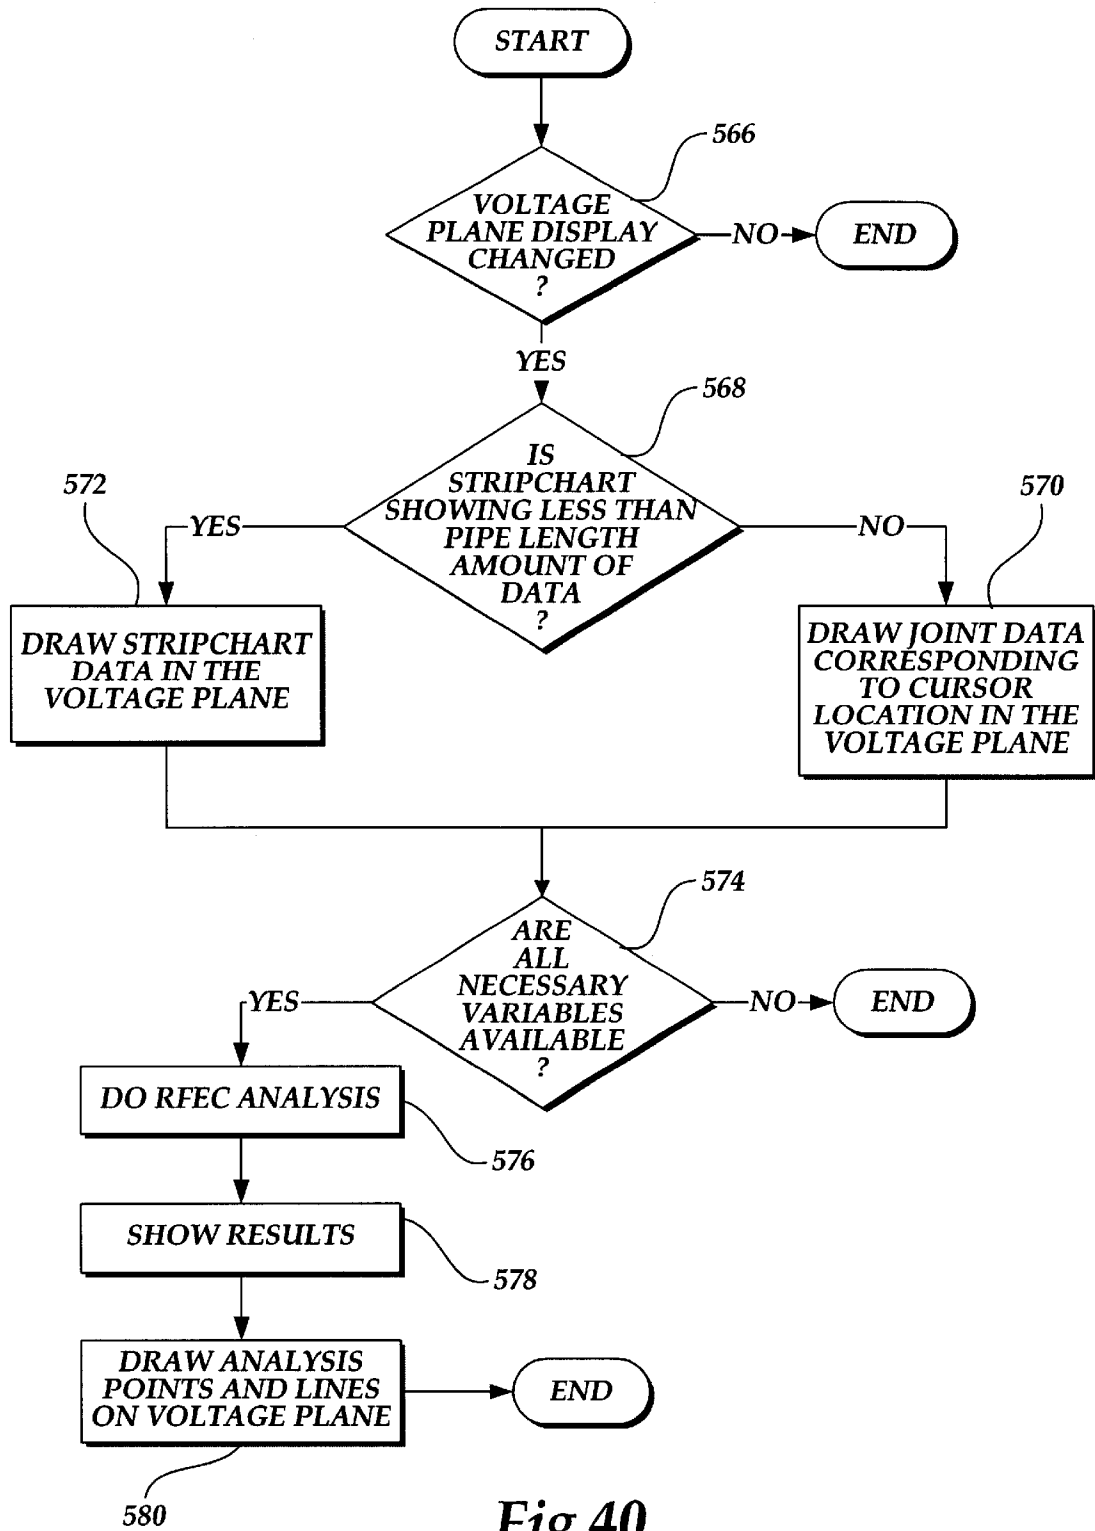 START
566
VOLTAGE
PLANE DISPLAY
CHANGED
?
NO
END
YES
568
IS
STRIPCHART
SHOWING LESS THAN
PIPE LENGTH
AMOUNT OF
DATA
?
572
YES
NO
570
DRAW STRIPCHART
DATA IN THE
VOLTAGE PLANE
DRAW JOINT DATA
CORRESPONDING
TO CURSOR
LOCATION IN THE
VOLTAGE PLANE
574
ARE
ALL
NECESSARY
VARIABLES
AVAILABLE
?
YES
NO
END
DO RFEC ANALYSIS
576
SHOW RESULTS
578
DRAW ANALYSIS
POINTS AND LINES
ON VOLTAGE PLANE
END
580
Fig. 40